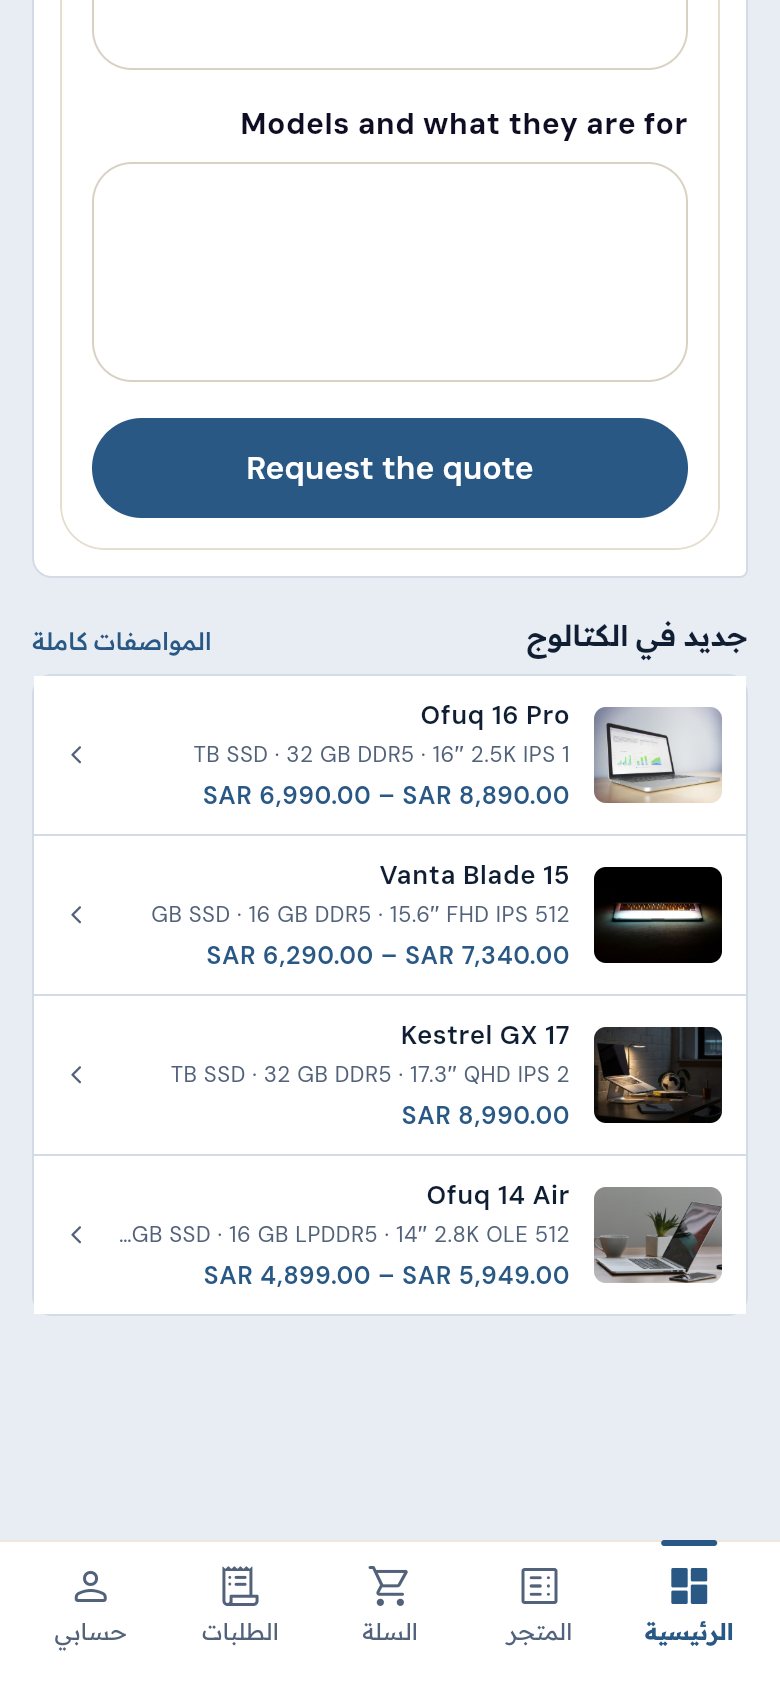 Models and what they are for
Request the quote
جديد في الكتالوج
المواصفات كاملة
Ofuq 16 Pro
TB SSD · 32 GB DDR5 · 16″ 2.5K IPS 1
SAR 6,990.00 – SAR 8,890.00
Vanta Blade 15
GB SSD · 16 GB DDR5 · 15.6″ FHD IPS 512
SAR 6,290.00 – SAR 7,340.00
Kestrel GX 17
TB SSD · 32 GB DDR5 · 17.3″ QHD IPS 2
SAR 8,990.00
Ofuq 14 Air
...GB SSD · 16 GB LPDDR5 · 14″ 2.8K OLE 512
SAR 4,899.00 – SAR 5,949.00
الرئيسية
المتجر
السلة
الطلبات
حسابي